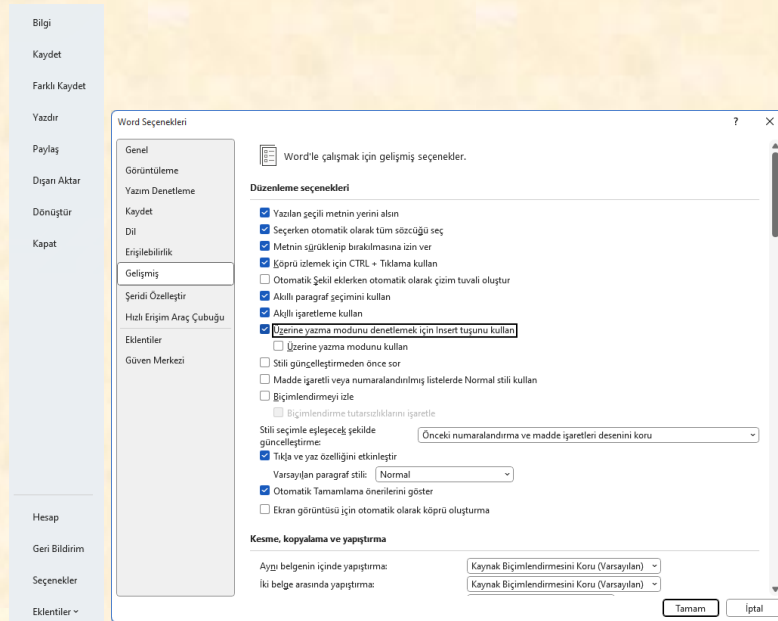 Bilgi
Kaydet
Farklı Kaydet
Yazdır
Paylaş
Dışarı Aktar
Dönüştür
Kapat
Hesap
Geri Bildirim
Seçenekler
Eklentiler
Word Seçenekleri
?
Genel
Görüntüleme
Yazım Denetleme
Kaydet
Dil
Erişilebilirlik
Gelişmiş
Şeridi Özelleştir
Hızlı Erişim Araç Çubuğu
Eklentiler
Güven Merkezi
Word'le çalışmak için gelişmiş seçenekler.
Düzenleme seçenekleri
Yazılan seçili metnin yerini alsın
Seçerken otomatik olarak tüm sözcüğü seç
Metnin sürüklenip bırakılmasına izin ver
Köprü izlemek için CTRL + Tıklama kullan
Otomatik Şekil eklerken otomatik olarak çizim tuvali oluştur
Akıllı paragraf seçimini kullan
Akıllı işaretleme kullan
Üzerine yazma modunu denetlemek için Insert tuşunu kullan
Üzerine yazma modunu kullan
Stili güncelleştirmeden önce sor
Madde işaretli veya numaralandırılmış listelerde Normal stili kullan
Biçimlendirmeyi izle
Biçimlendirme tutarsızlıklarını işaretle
Stili seçimle eşleşecek şekilde
güncelleştirme: Önceki numaralandırma ve madde işaretleri desenini koru
Tıkla ve yaz özelliğini etkinleştir
Varsayılan paragraf stili: Normal
Otomatik Tamamlama önerilerini göster
Ekran görüntüsü için otomatik olarak köprü oluşturma
Kesme, kopyalama ve yapıştırma
Aynı belgenin içinde yapıştırma: Kaynak Biçimlendirmesini Koru (Varsayılan)
İki belge arasında yapıştırma: Kaynak Biçimlendirmesini Koru (Varsayılan)
Tamam İptal